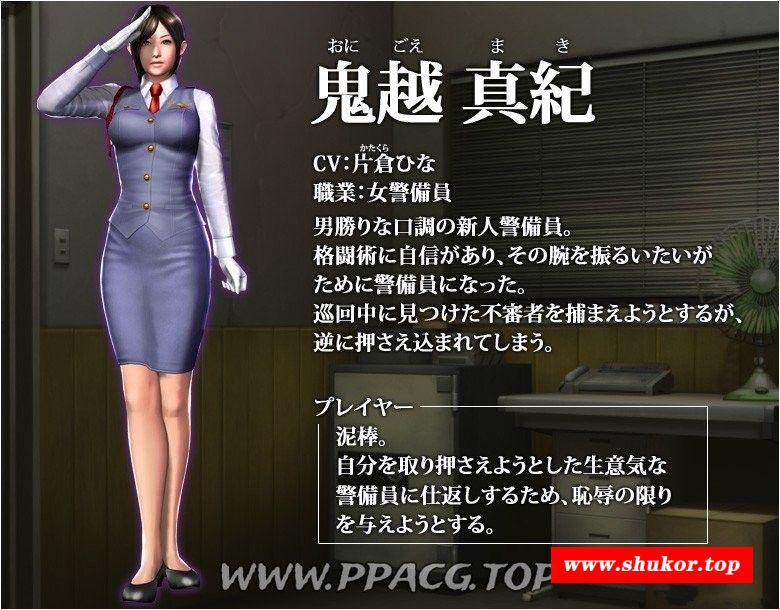 おに ごえ ま き
鬼越 真紀
かたくら
CV:片倉ひな
職業:女警備員
男勝りな口調の新人警備員。
格闘術に自信があり、その腕を振るいたいが
ために警備員になった。
巡回中に見つけた不審者を捕まえようとするが、
逆に押さえ込まれてしまう。
プレイヤー
泥棒。
自分を取り押さえようとした生意気な
警備員に仕返しするため、恥辱の限り
を与えようとする。
WWW.PPACG.TOP
www.shukor.top